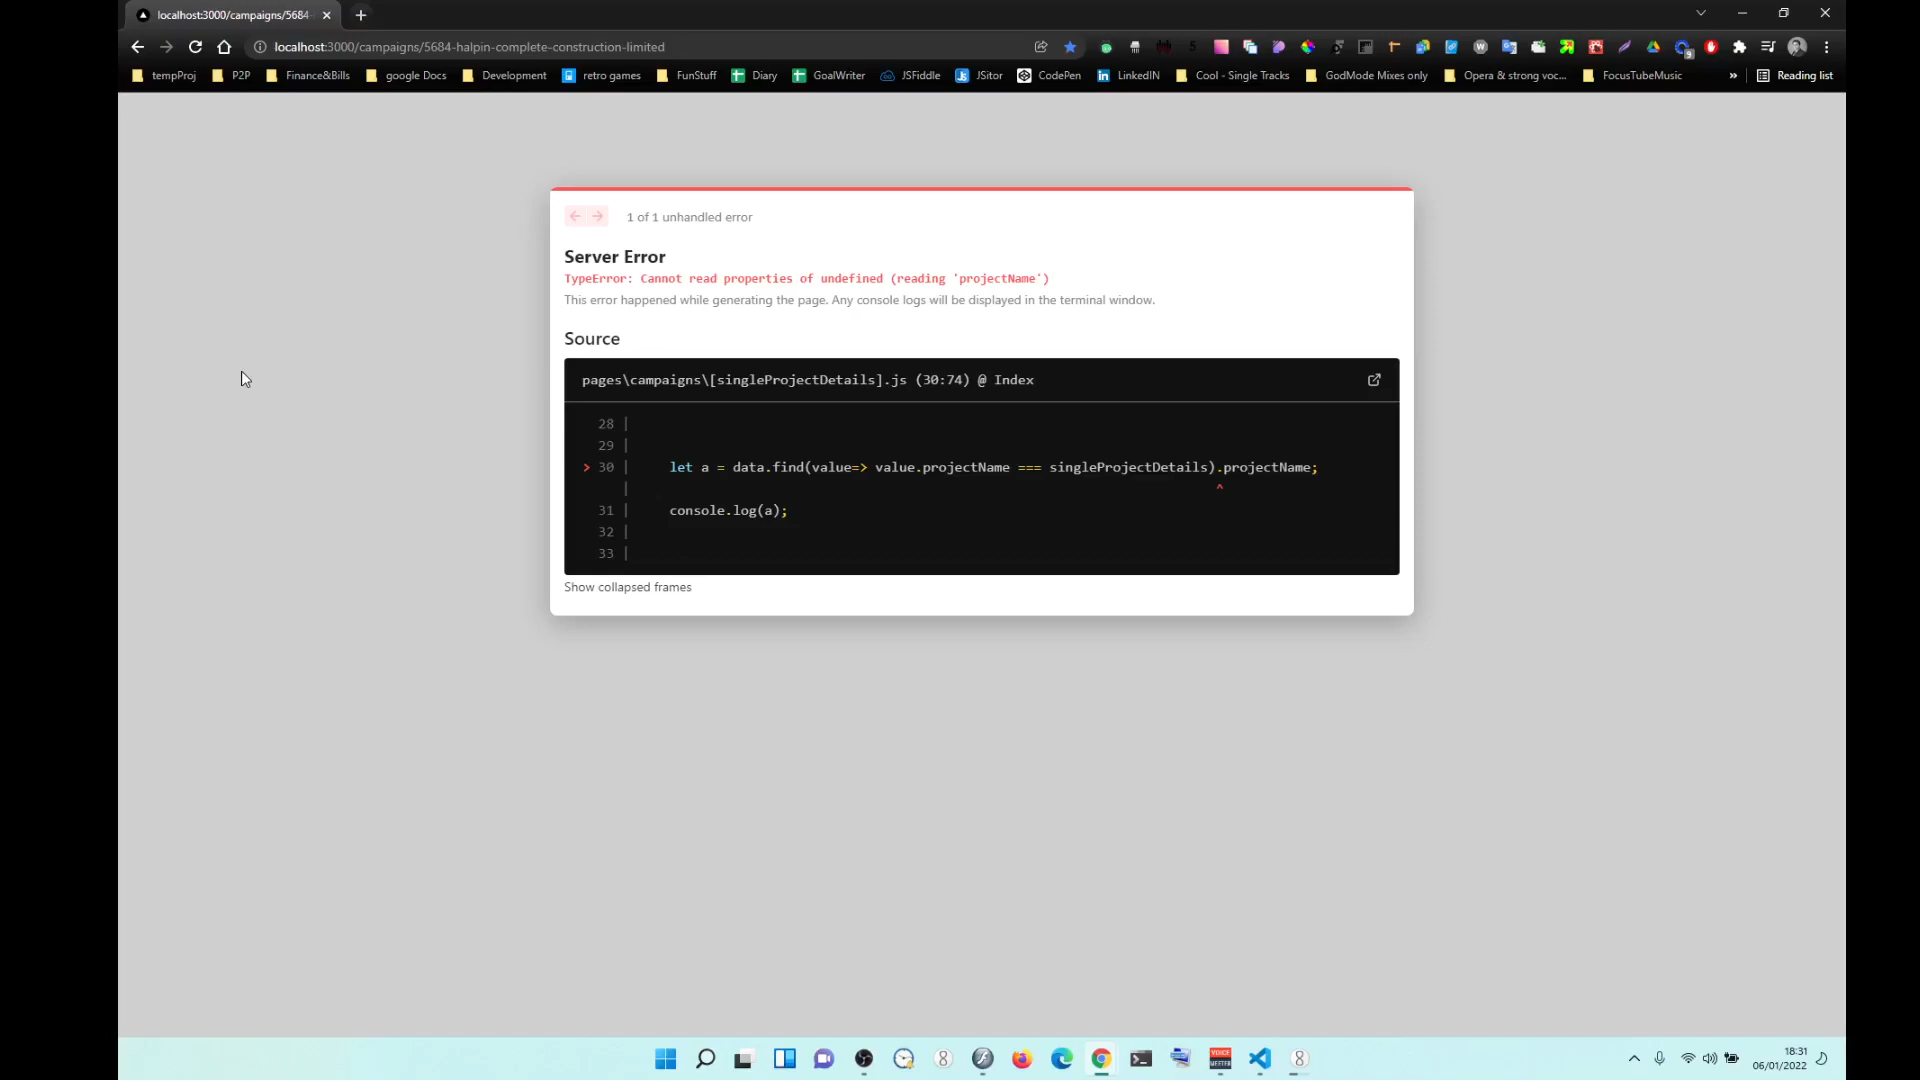 localhost:3000/campaigns/5684-
localhost:3000/campaigns/5684-halpin-complete-construction-limited
tempProj P2P Finance&Bills google Docs Development retro games FunStuff Diary GoalWriter JSFiddle JSitor CodePen LinkedIN Cool - Single Tracks GodMode Mixes only Opera & strong voc... FocusTubeMusic » Reading list
1 of 1 unhandled error
Server Error
TypeError: Cannot read properties of undefined (reading 'projectName')
This error happened while generating the page. Any console logs will be displayed in the terminal window.
Source
pages\campaigns\[singleProjectDetails].js (30:74) @ Index
28 |
29 |
> 30 | let a = data.find(value=> value.projectName === singleProjectDetails).projectName;
| ^
31 | console.log(a);
32 |
33 |
Show collapsed frames
18:31
06/01/2022